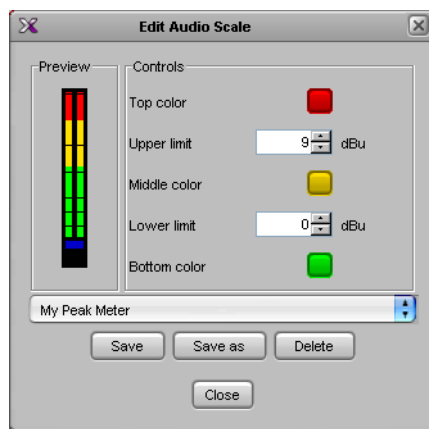 Edit Audio Scale
Preview
Controls
Top color
Upper limit 9 dBu
Middle color
Lower limit 0 dBu
Bottom color
My Peak Meter
Save Save as Delete
Close